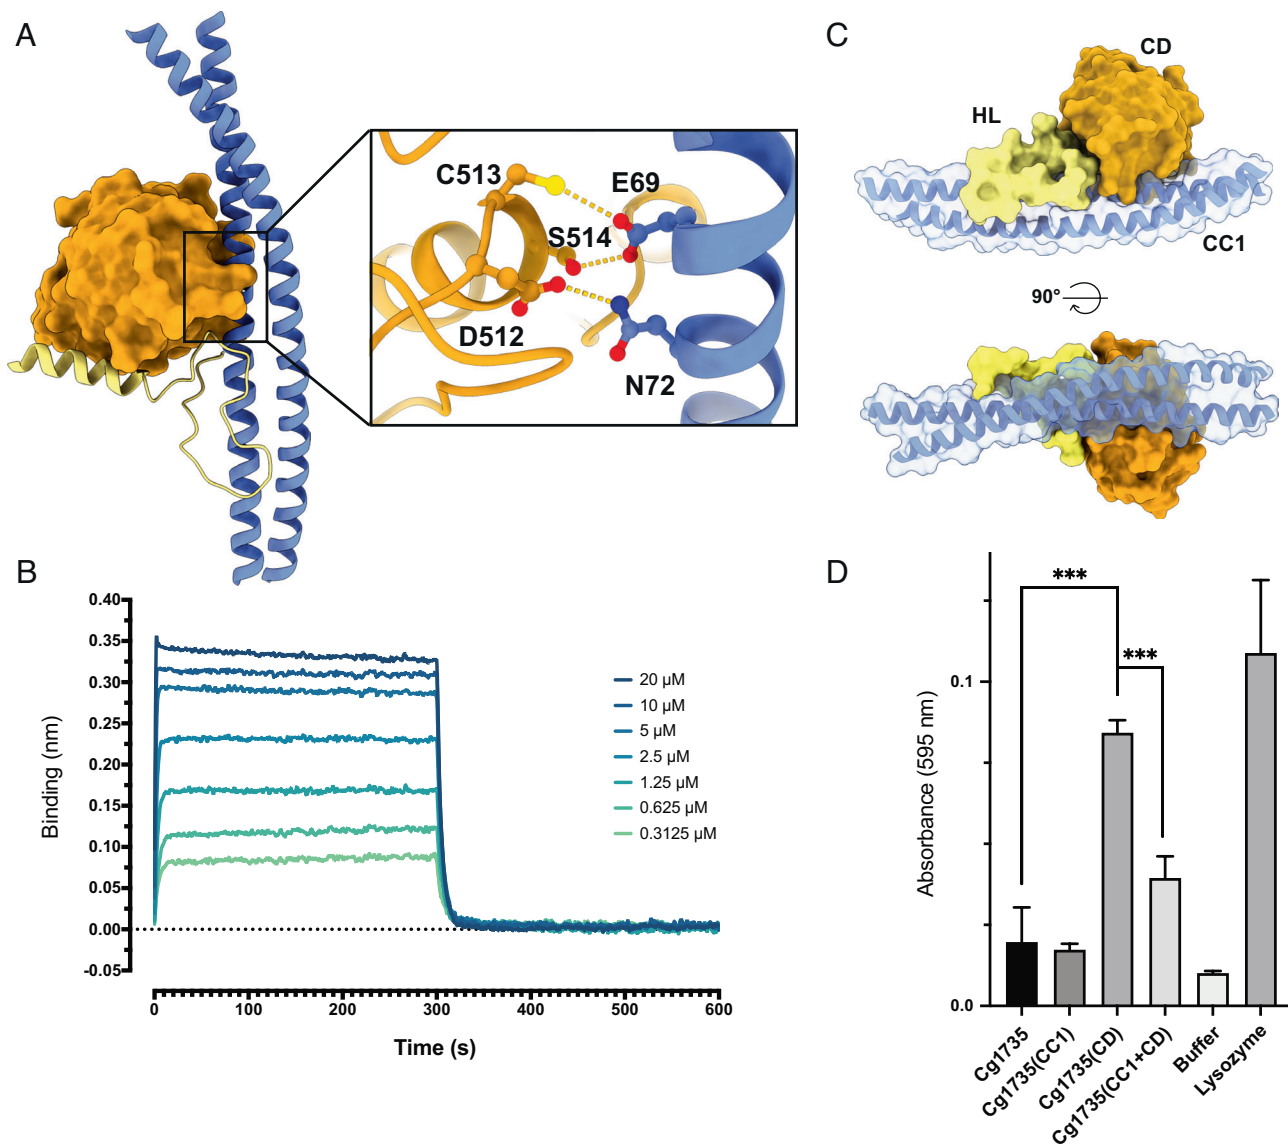 A
C513
E69
S514
D512
N72
B
0.40
0.35
0.30
0.25
0.20
0.15
0.10
0.05
0.00
-0.05
Binding (nm)
0
100
200
300
400
500
600
Time (s)
20 µM
10 µM
5 µM
2.5 µM
1.25 µM
0.625 µM
0.3125 µM
C
CD
HL
CC1
90°
D
***
***
0.1
0.0
Absorbance (595 nm)
Cg1735
Cg1735(CC1)
Cg1735(CD)
Cg1735(CC1+CD)
Buffer
Lysozyme